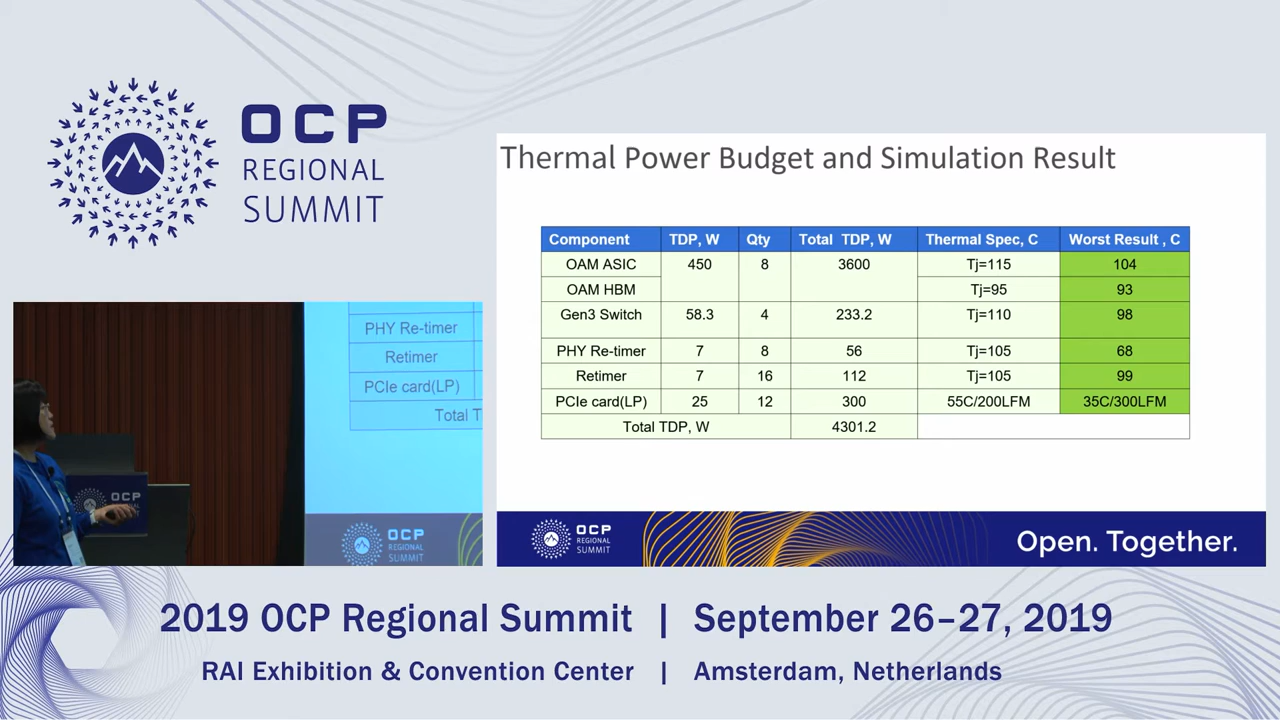 OCP
REGIONAL
SUMMIT
Thermal Power Budget and Simulation Result
Component TDP, W Qty Total TDP, W Thermal Spec, C Worst Result , C
OAM ASIC 450 8 3600 Tj=115 104
OAM HBM Tj=95 93
Gen3 Switch 58.3 4 233.2 Tj=110 98
PHY Re-timer 7 8 56 Tj=105 68
Retimer 7 16 112 Tj=105 99
PCIe card(LP) 25 12 300 55C/200LFM 35C/300LFM
Total TDP, W 4301.2
OCP
REGIONAL
SUMMIT
Open. Together.
PHY Re-timer
Retimer
PCIe card(LP)
Total T
OCP
REGIONAL
OCP
REGIONAL
SUMMIT
2019 OCP Regional Summit | September 26–27, 2019
RAI Exhibition & Convention Center | Amsterdam, Netherlands